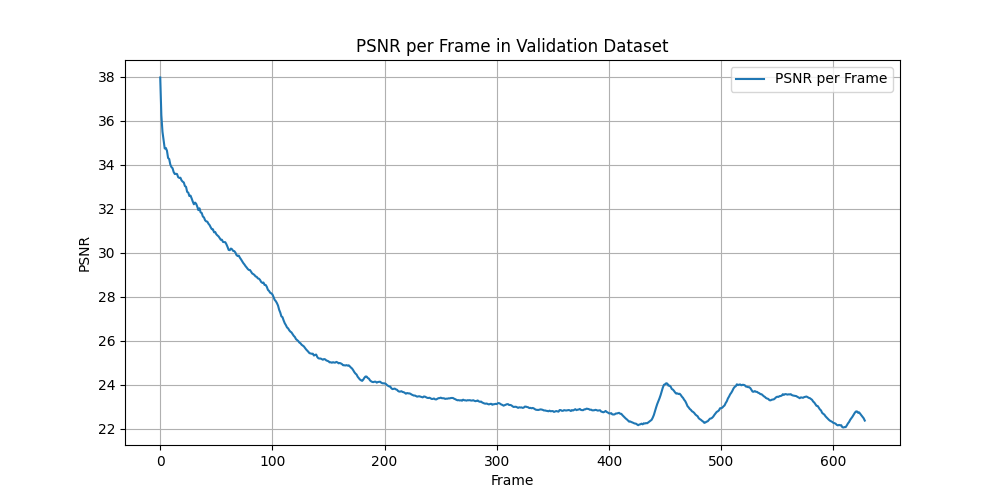 PSNR per Frame in Validation Dataset
PSNR per Frame
38
36
34
32
30
28
26
24
22
PSNR
0 100 200 300 400 500 600
Frame